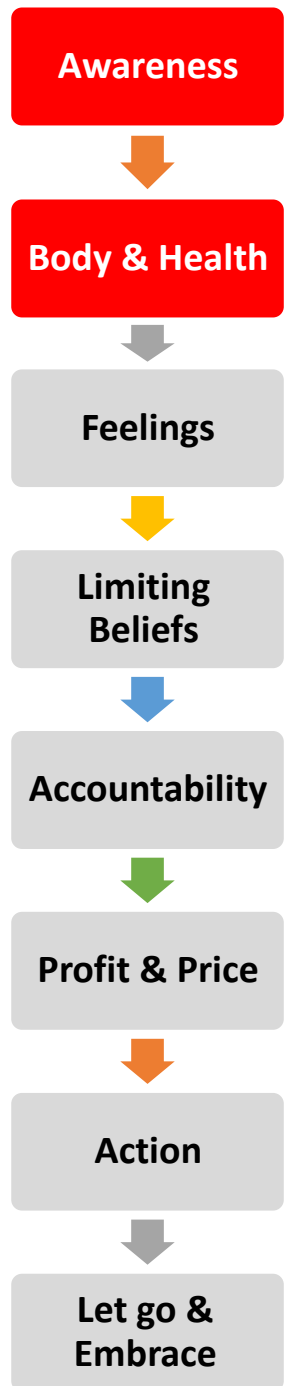 Awareness
Body & Health
Feelings
Limiting
Beliefs
Accountability
Profit & Price
Action
Let go &
Embrace